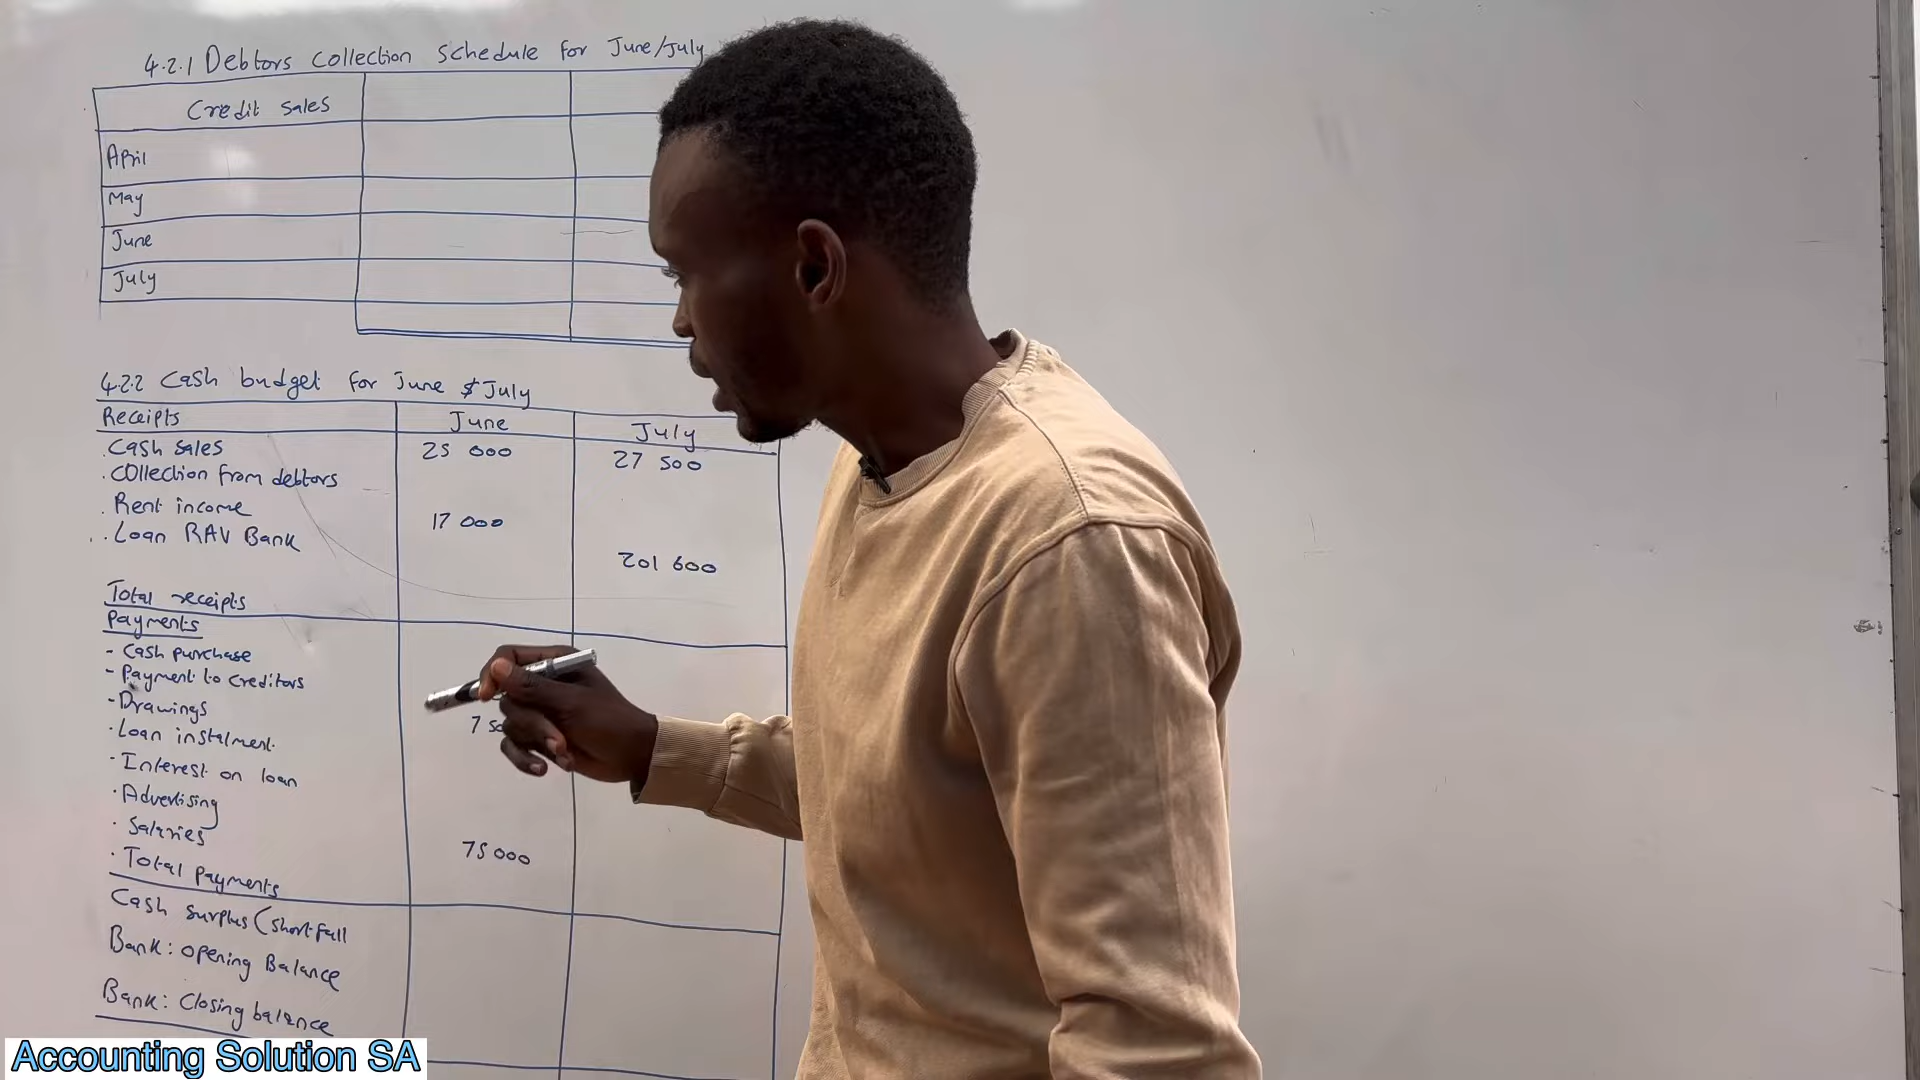 4.2.1 Debtors collection schedule for June/July
Credit sales
April
May
June
July
4.2.2 Cash budget for June & July
Receipts June July
. Cash sales 25 000 27 500
. Collection from debtors
. Rent income 17 000
. . Loan RAV Bank 201 600
Total receipts
Payments
- Cash purchase
- Payment to Creditors
- Drawings 7
- Loan instalment
- Interest on loan
. Advertising
. Salaries 75 000
. Total payments
Cash surplus (shortfall
Bank: opening Balance
Bank: Closing balance
Accounting Solution SA